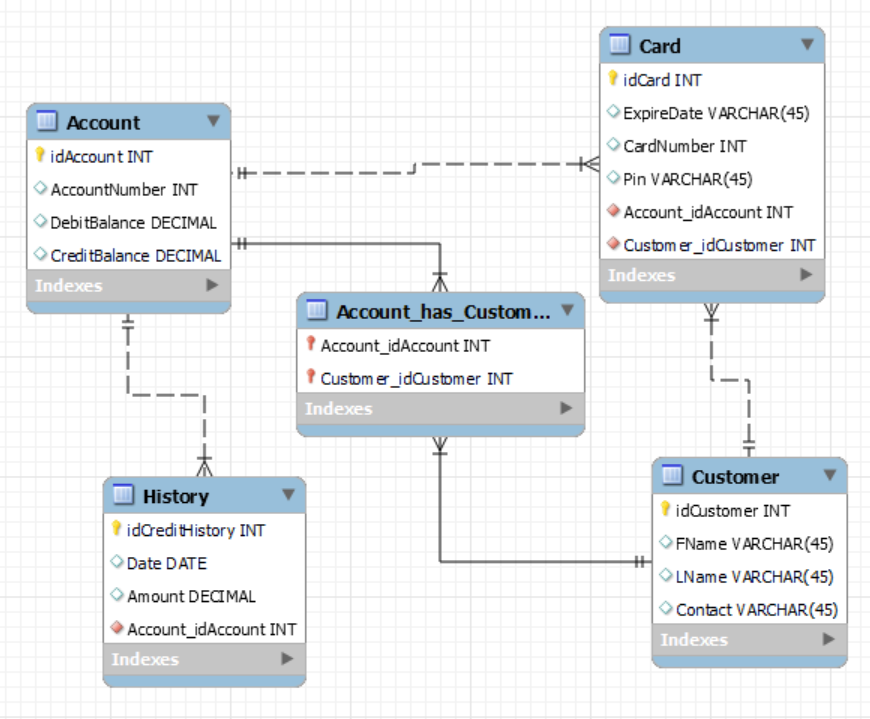 Account
idAccount INT
AccountNumber INT
DebitBalance DECIMAL
CreditBalance DECIMAL
Indexes
Card
idCard INT
ExpireDate VARCHAR(45)
CardNumber INT
Pin VARCHAR(45)
Account_idAccount INT
Customer_idCustomer INT
Indexes
Account_has_Custom...
Account_idAccount INT
Customer_idCustomer INT
Indexes
History
idCreditHistory INT
Date DATE
Amount DECIMAL
Account_idAccount INT
Indexes
Customer
idCustomer INT
FName VARCHAR(45)
LName VARCHAR(45)
Contact VARCHAR(45)
Indexes